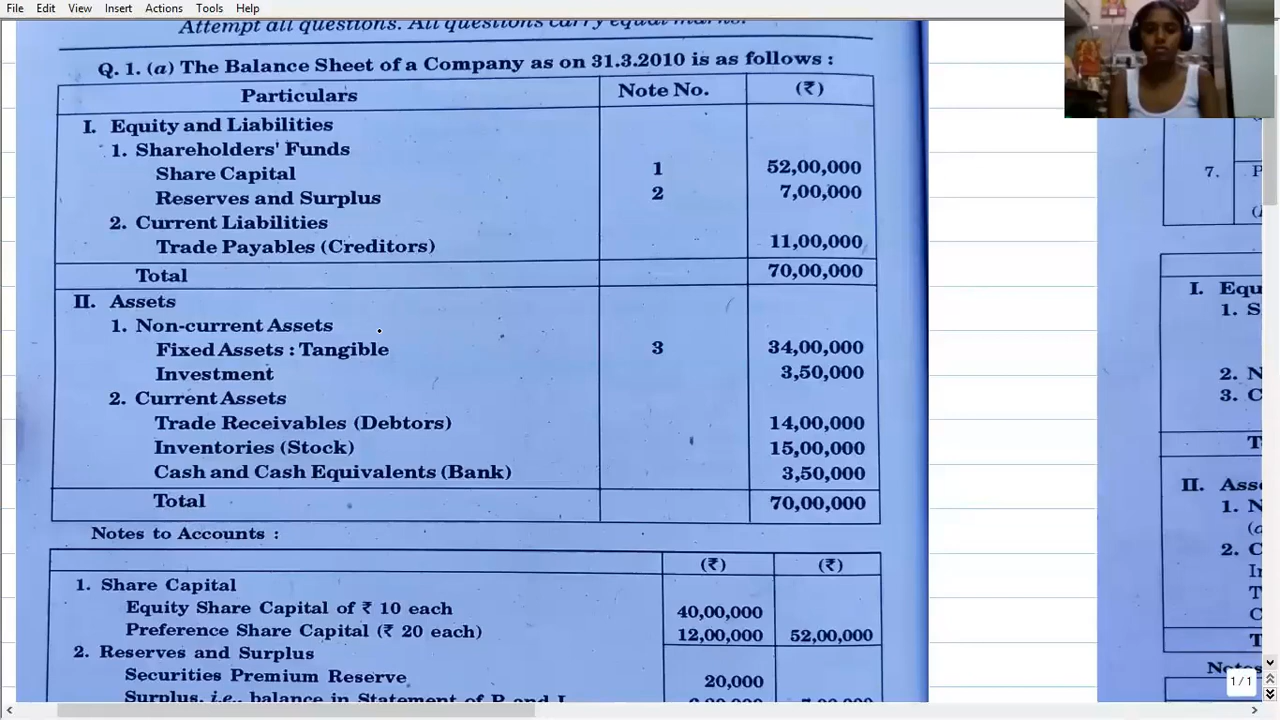 File Edit View Insert Actions Tools Help
Attempt all questions. All questions carry equal marks.
Q. 1. (a) The Balance Sheet of a Company as on 31.3.2010 is as follows :
Particulars Note No. (₹)
I. Equity and Liabilities
1. Shareholders' Funds
Share Capital 1 52,00,000
Reserves and Surplus 2 7,00,000
2. Current Liabilities
Trade Payables (Creditors) 11,00,000
Total 70,00,000
II. Assets
1. Non-current Assets
Fixed Assets : Tangible 3 34,00,000
Investment 3,50,000
2. Current Assets
Trade Receivables (Debtors) 14,00,000
Inventories (Stock) 15,00,000
Cash and Cash Equivalents (Bank) 3,50,000
Total 70,00,000
Notes to Accounts :
(₹) (₹)
1. Share Capital
Equity Share Capital of ₹ 10 each 40,00,000
Preference Share Capital (₹ 20 each) 12,00,000 52,00,000
2. Reserves and Surplus
Securities Premium Reserve 20,000
Surplus, i.e., balance in Statement of P and L
7. P
I. Equ
1. S
2. N
3. C
T
II. Ass
1. N
2. C
In
T
C
T
Notes
1 / 1